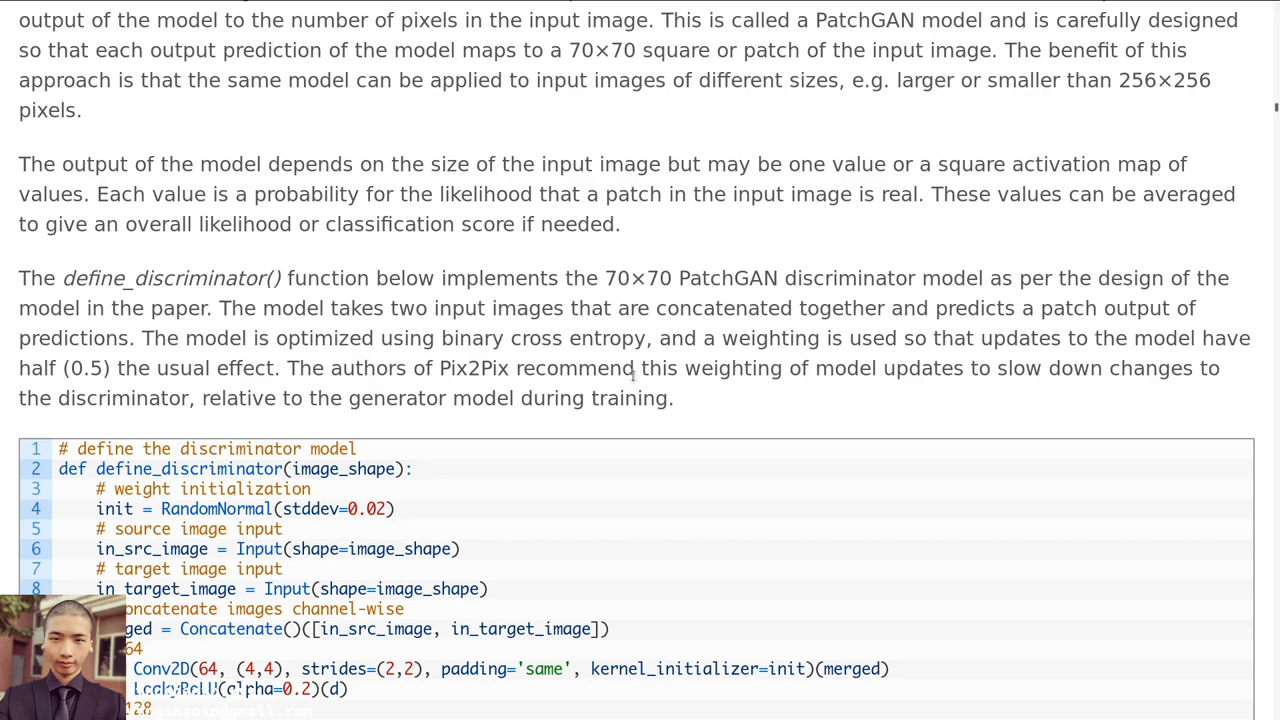 output of the model to the number of pixels in the input image. This is called a PatchGAN model and is carefully designed
so that each output prediction of the model maps to a 70×70 square or patch of the input image. The benefit of this
approach is that the same model can be applied to input images of different sizes, e.g. larger or smaller than 256×256
pixels.
The output of the model depends on the size of the input image but may be one value or a square activation map of
values. Each value is a probability for the likelihood that a patch in the input image is real. These values can be averaged
to give an overall likelihood or classification score if needed.
The define_discriminator() function below implements the 70×70 PatchGAN discriminator model as per the design of the
model in the paper. The model takes two input images that are concatenated together and predicts a patch output of
predictions. The model is optimized using binary cross entropy, and a weighting is used so that updates to the model have
half (0.5) the usual effect. The authors of Pix2Pix recommend this weighting of model updates to slow down changes to
the discriminator, relative to the generator model during training.
1 # define the discriminator model
2 def define_discriminator(image_shape):
3 # weight initialization
4 init = RandomNormal(stddev=0.02)
5 # source image input
6 in_src_image = Input(shape=image_shape)
7 # target image input
8 in_target_image = Input(shape=image_shape)
oncatenate images channel-wise
ged = Concatenate()([in_src_image, in_target_image])
64
Conv2D(64, (4,4), strides=(2,2), padding='same', kernel_initializer=init)(merged)
LeakyReLU(alpha=0.2)(d)
128